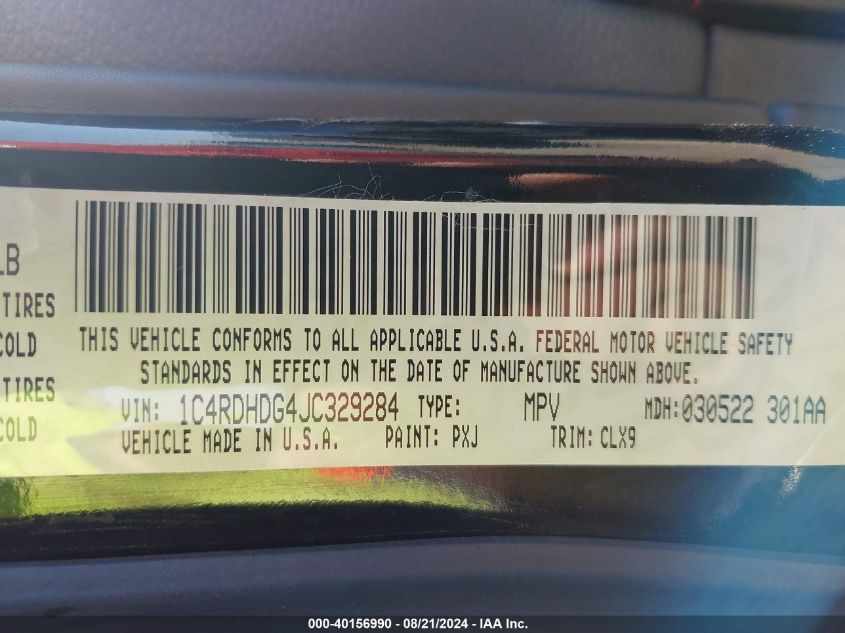 LB
TIRES
COLD
TIRES
COLD
THIS VEHICLE CONFORMS TO ALL APPLICABLE U.S.A. FEDERAL MOTOR VEHICLE SAFETY
STANDARDS IN EFFECT ON THE DATE OF MANUFACTURE SHOWN ABOVE.
VIN: 1C4RDHDG4JC329284 TYPE: MPV MDH:030522 301AA
VEHICLE MADE IN U.S.A. PAINT: PXJ TRIM: CLX9
000-40156990 - 08/21/2024 - IAA Inc.